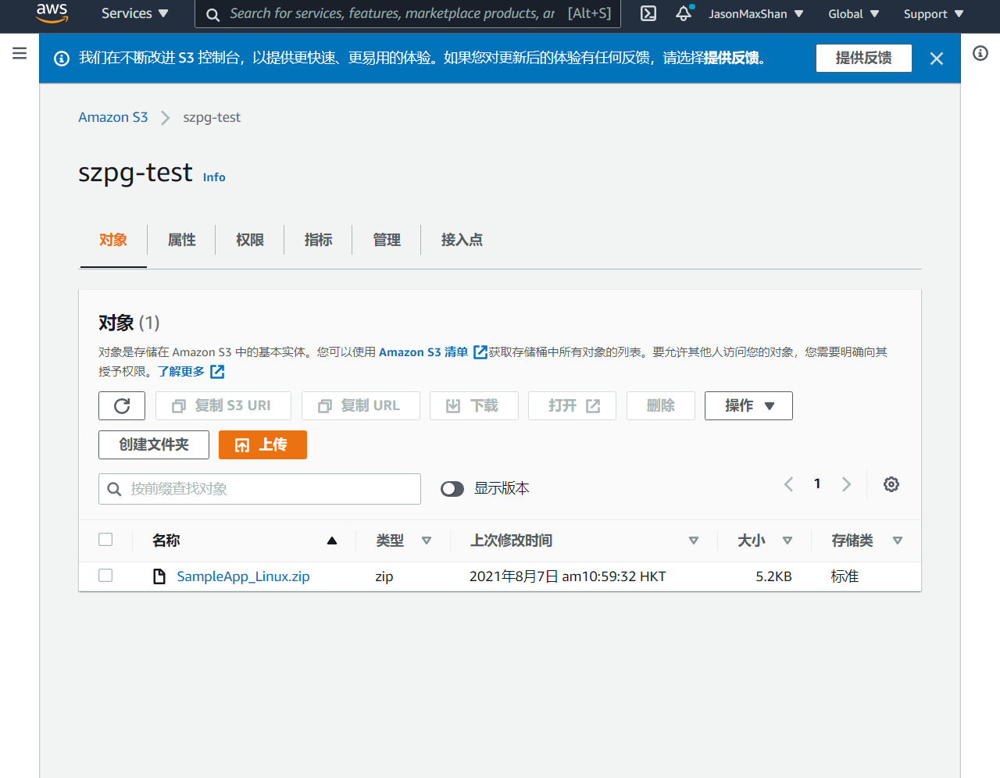 aws Services Search for services, features, marketplace products, ar [Alt+S] JasonMaxShan Global Support
我们在不断改进 S3 控制台，以提供更快速、更易用的体验。如果您对更新后的体验有任何反馈，请选择提供反馈。 提供反馈
Amazon S3 szpg-test
szpg-test Info
对象 属性 权限 指标 管理 接入点
对象 (1)
对象是存储在 Amazon S3 中的基本实体。您可以使用 Amazon S3 清单 获取存储桶中所有对象的列表。要允许其他人访问您的对象，您需要明确向其
授予权限。了解更多
复制 S3 URI 复制 URL 下载 打开 删除 操作
创建文件夹 上传
按前缀查找对象 显示版本 1
名称 类型 上次修改时间 大小 存储类
SampleApp_Linux.zip zip 2021年8月7日 am10:59:32 HKT 5.2KB 标准